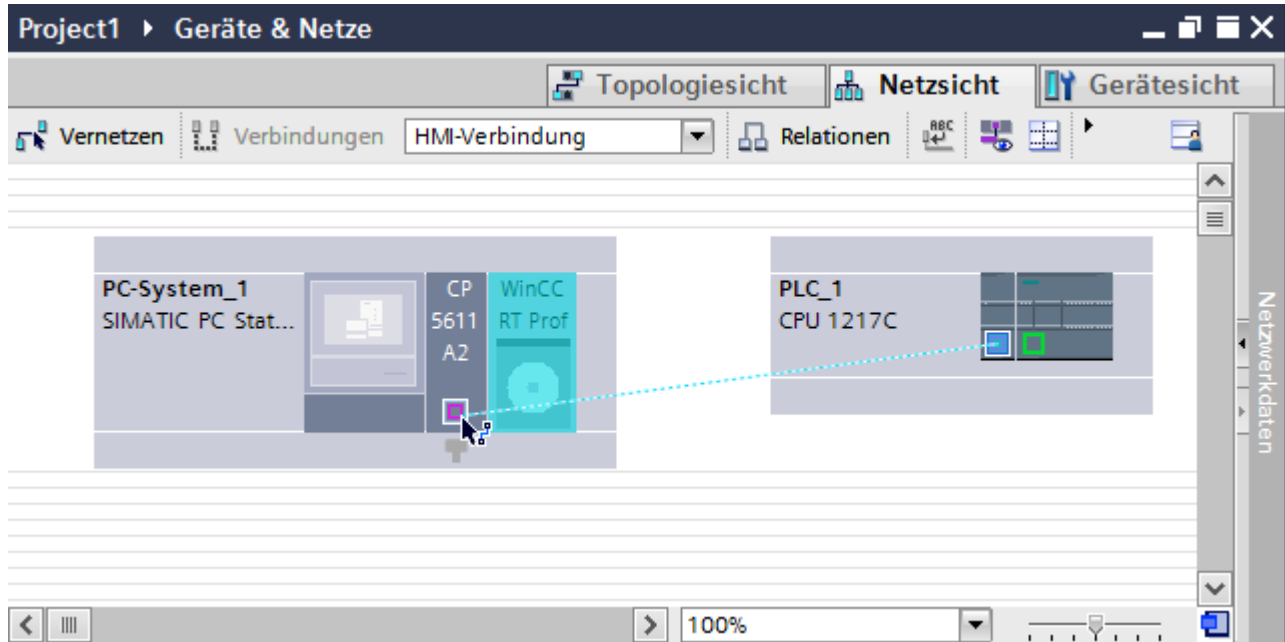 Project1 ▸ Geräte & Netze
Topologiesicht
Netzsicht
Gerätesicht
Vernetzen
Verbindungen
HMI-Verbindung
Relationen
ABC
PC-System_1
SIMATIC PC Stat...
CP
5611
A2
WinCC
RT Prof
PLC_1
CPU 1217C
Netzwerkdaten
100%